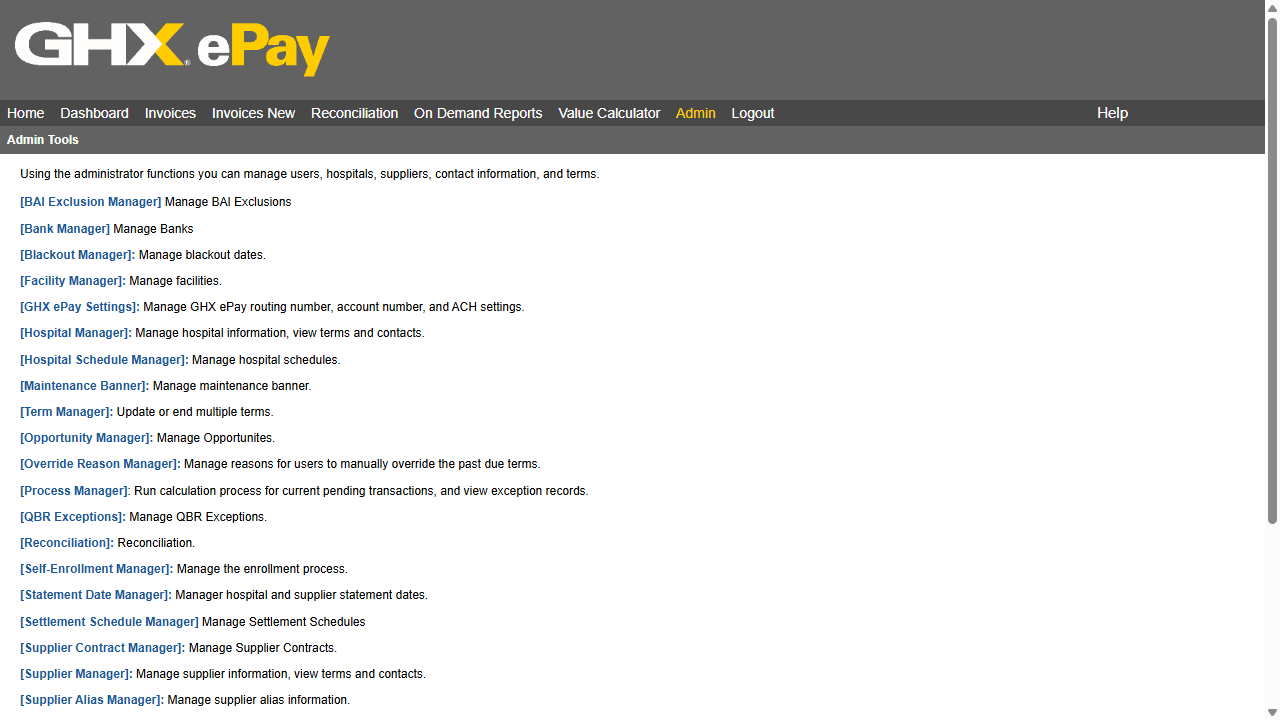 GHX® ePay
Home Dashboard Invoices Invoices New Reconciliation On Demand Reports Value Calculator Admin Logout Help
Admin Tools
Using the administrator functions you can manage users, hospitals, suppliers, contact information, and terms.
[BAI Exclusion Manager] Manage BAI Exclusions
[Bank Manager] Manage Banks
[Blackout Manager]: Manage blackout dates.
[Facility Manager]: Manage facilities.
[GHX ePay Settings]: Manage GHX ePay routing number, account number, and ACH settings.
[Hospital Manager]: Manage hospital information, view terms and contacts.
[Hospital Schedule Manager]: Manage hospital schedules.
[Maintenance Banner]: Manage maintenance banner.
[Term Manager]: Update or end multiple terms.
[Opportunity Manager]: Manage Opportunites.
[Override Reason Manager]: Manage reasons for users to manually override the past due terms.
[Process Manager]: Run calculation process for current pending transactions, and view exception records.
[QBR Exceptions]: Manage QBR Exceptions.
[Reconciliation]: Reconciliation.
[Self-Enrollment Manager]: Manage the enrollment process.
[Statement Date Manager]: Manager hospital and supplier statement dates.
[Settlement Schedule Manager] Manage Settlement Schedules
[Supplier Contract Manager]: Manage Supplier Contracts.
[Supplier Manager]: Manage supplier information, view terms and contacts.
[Supplier Alias Manager]: Manage supplier alias information.